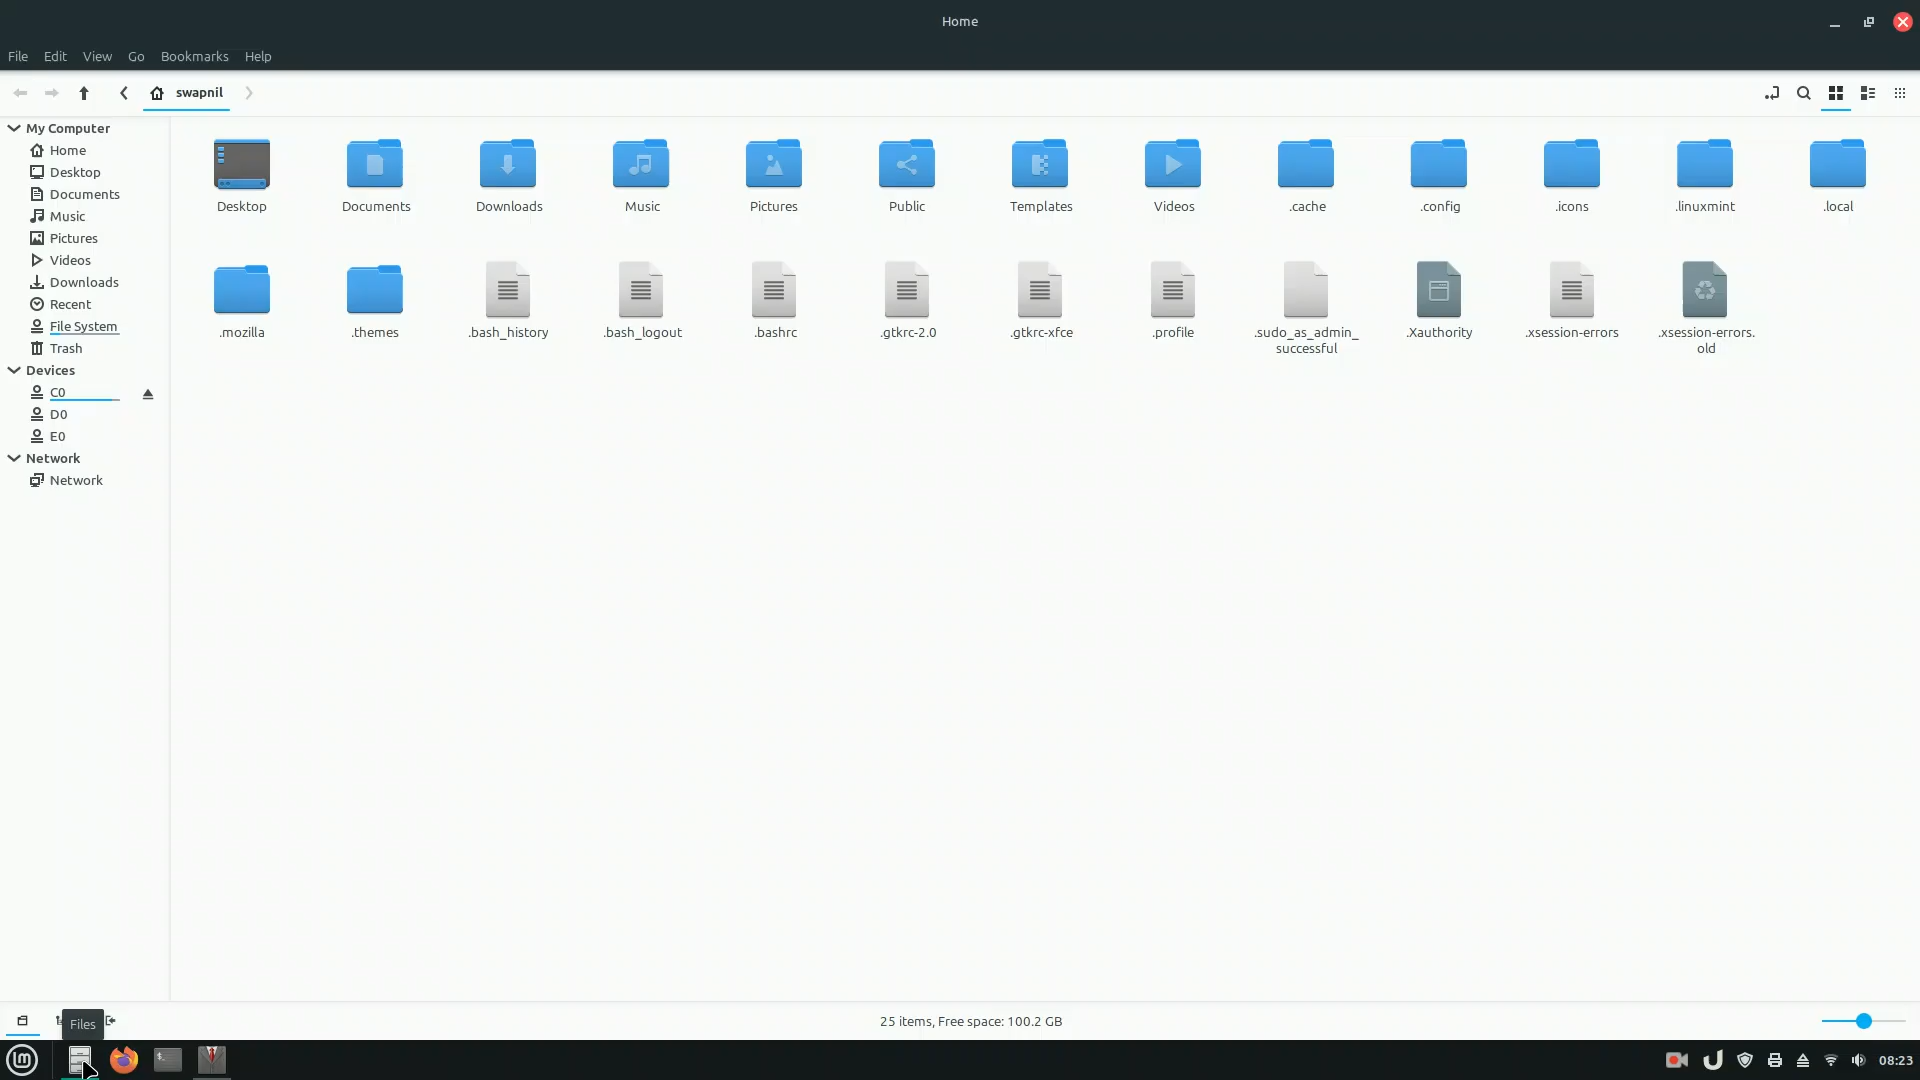 Home
File Edit View Go Bookmarks Help
swapnil
My Computer
Home
Desktop
Documents
Music
Pictures
Videos
Downloads
Recent
File System
Trash
Devices
C0
D0
E0
Network
Network
Desktop Documents Downloads Music Pictures Public Templates Videos .cache .config .icons .linuxmint .local
.mozilla .themes .bash_history .bash_logout .bashrc .gtkrc-2.0 .gtkrc-xfce .profile .sudo_as_admin_ .Xauthority .xsession-errors .xsession-errors.
successful old
Files
25 items, Free space: 100.2 GB
08:23